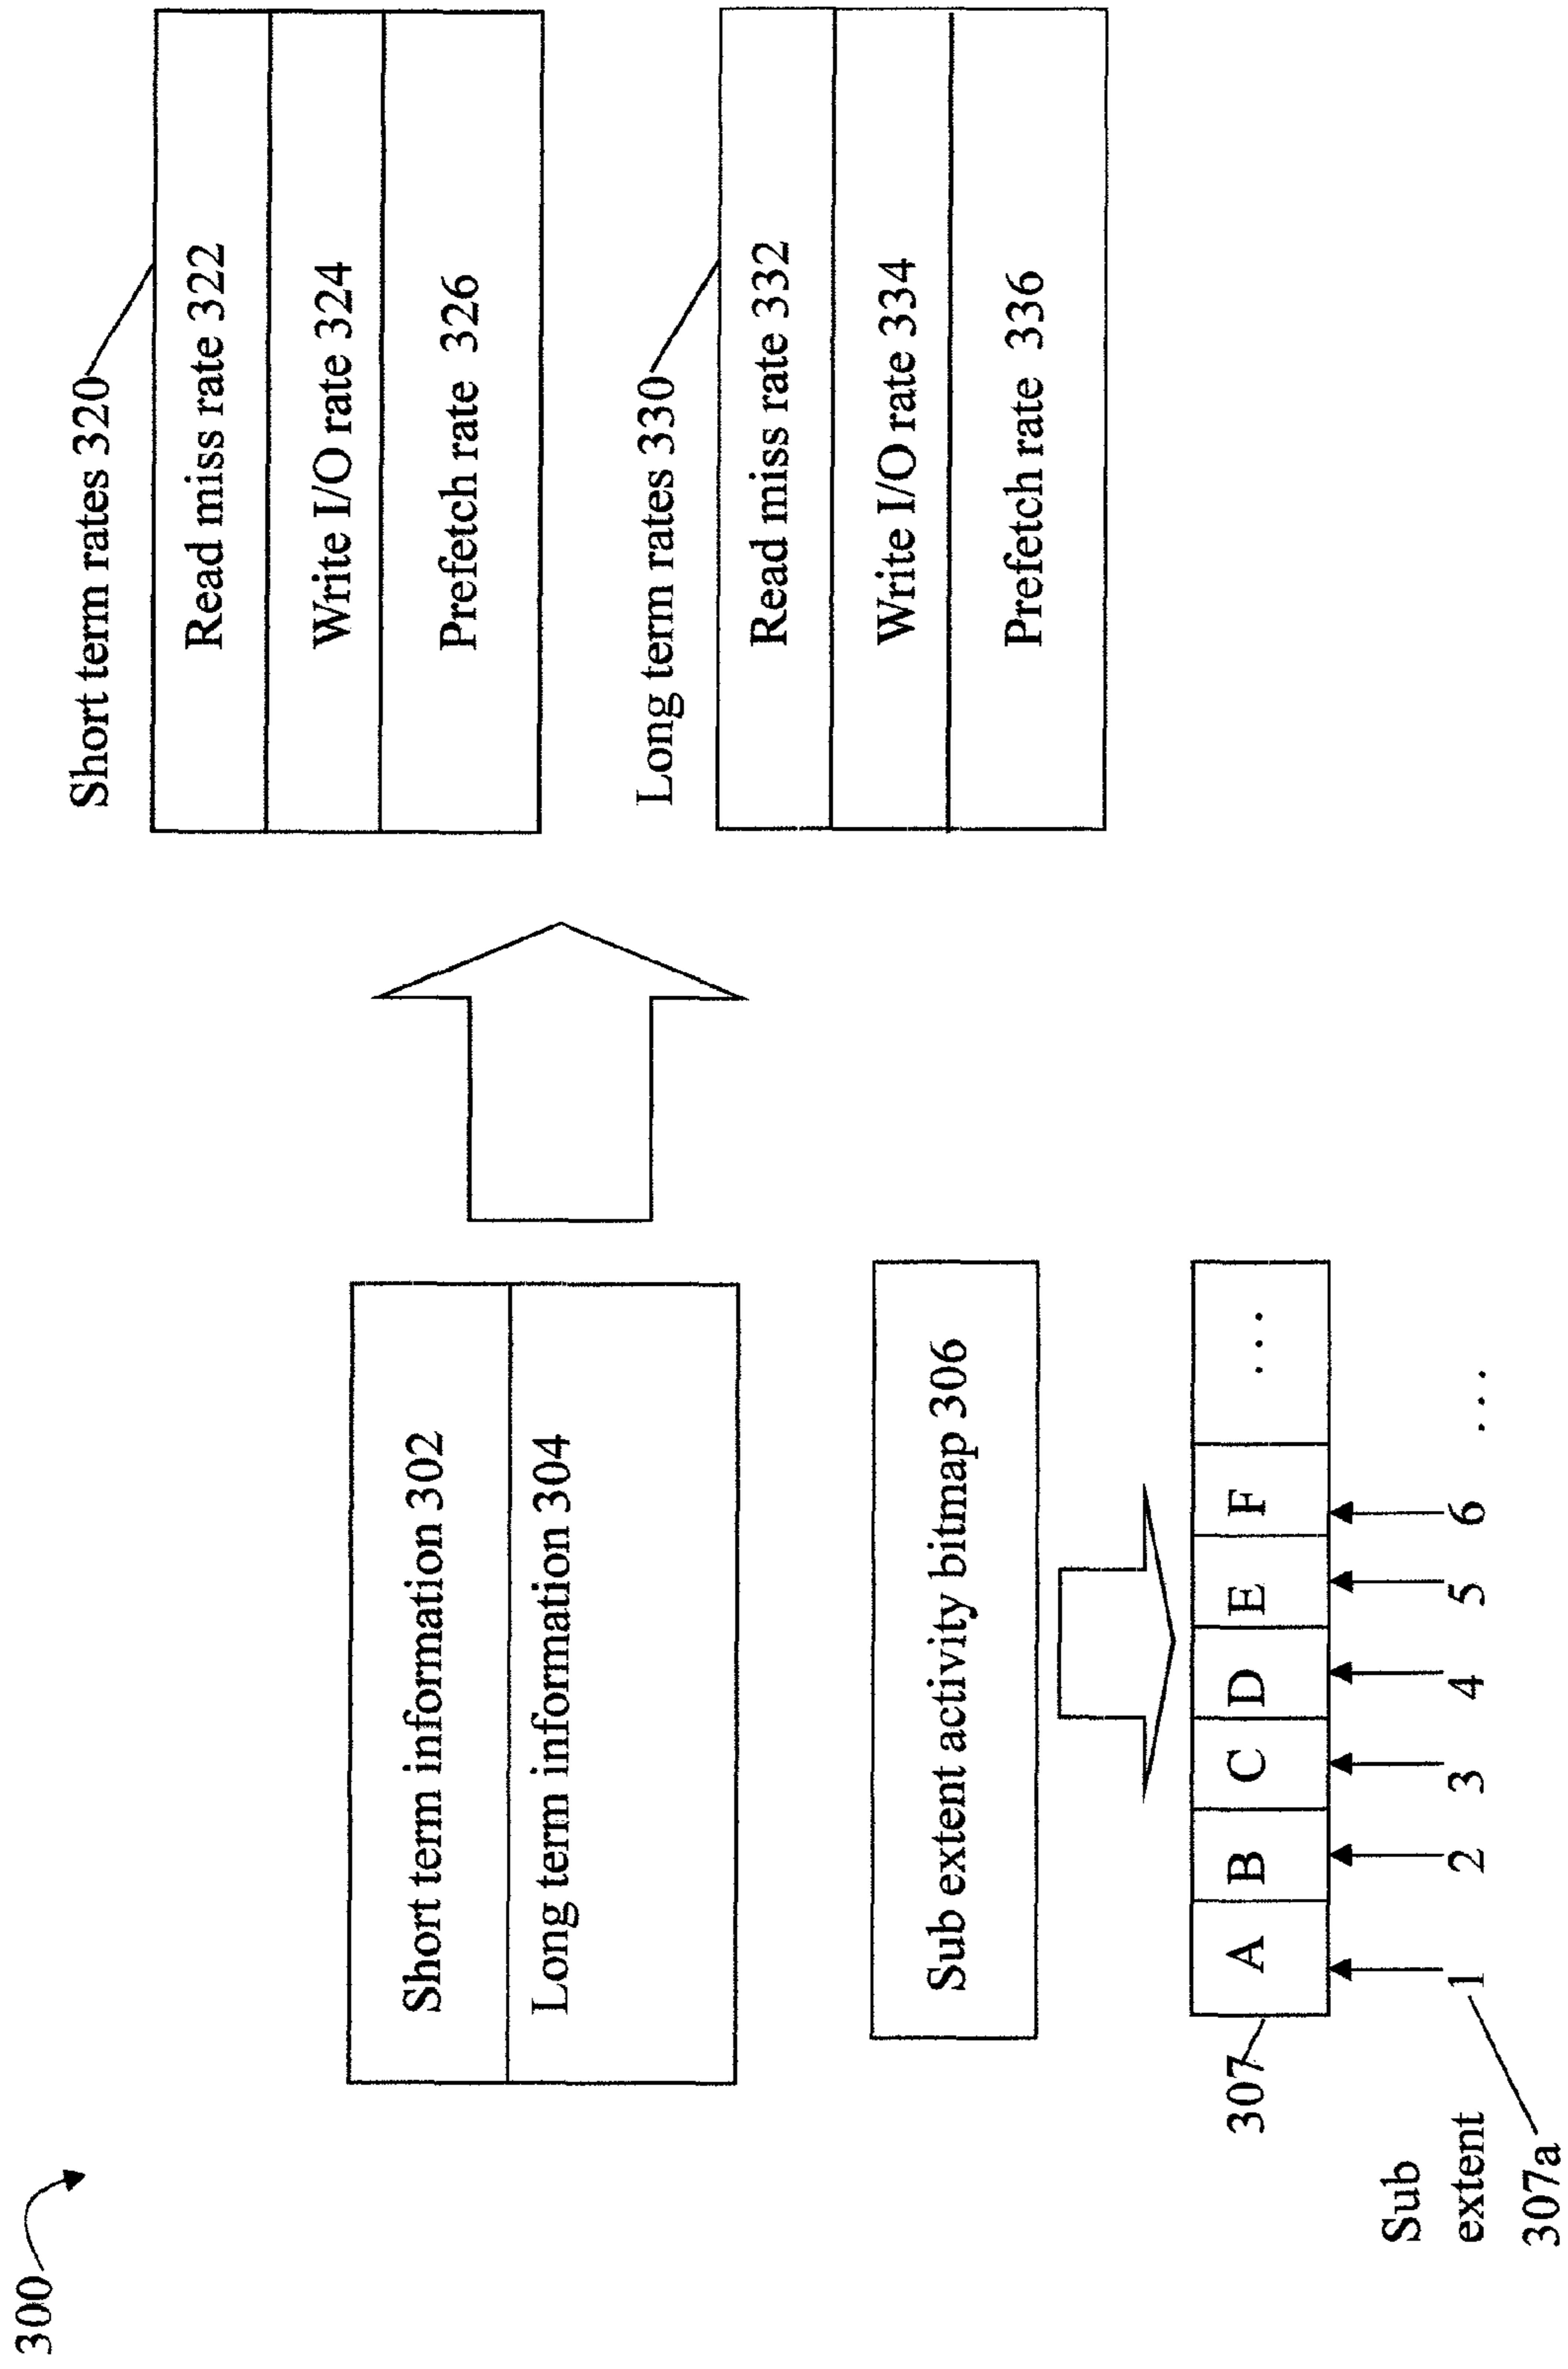 300
Short term information 302
Long term information 304
Short term rates 320
Read miss rate 322
Write I/O rate 324
Prefetch rate 326
Long term rates 330
Read miss rate 332
Write I/O rate 334
Prefetch rate 336
Sub extent activity bitmap 306
307
A B C D E F ...
Sub
extent 1 2 3 4 5 6 ...
307a